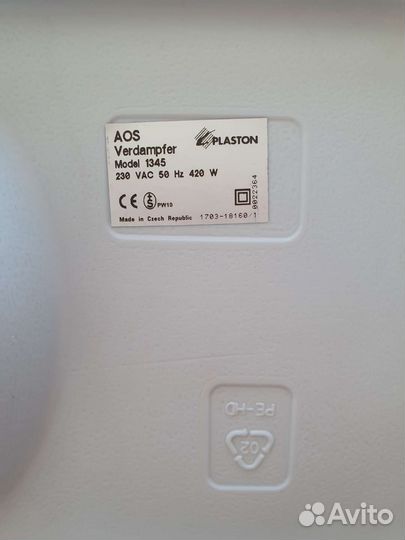 AOS
PLASTON
Verdampfer
Model 1345
230 VAC 50 Hz 420 W
0022364
CE S PW10
Made in Czech Republic 1703-18160/1
PE-HD
02
Avito